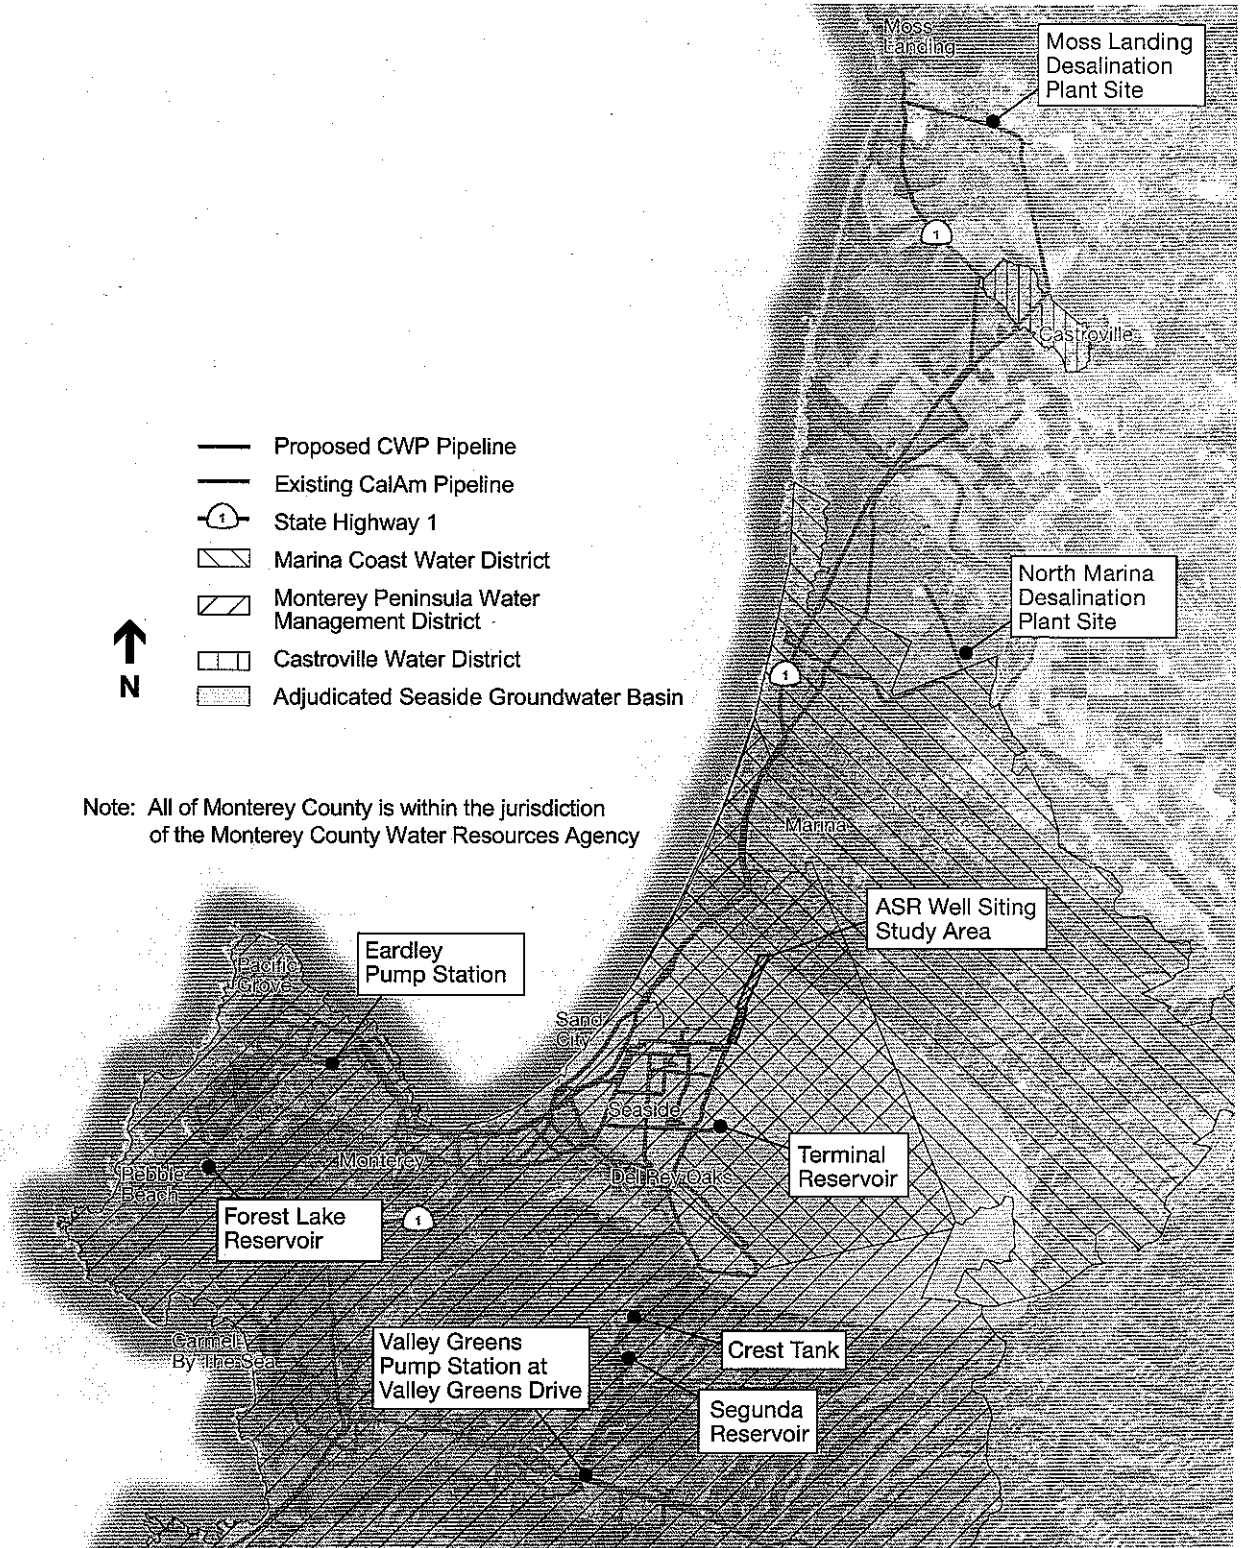 Moss
Landing
Moss Landing
Desalination
Plant Site
1
Castroville
Proposed CWP Pipeline
Existing CalAm Pipeline
1
State Highway 1
Marina Coast Water District
Monterey Peninsula Water
Management District
Castroville Water District
Adjudicated Seaside Groundwater Basin
N
North Marina
Desalination
Plant Site
1
Note: All of Monterey County is within the jurisdiction
of the Monterey County Water Resources Agency
Marina
ASR Well Siting
Study Area
Eardley
Pump Station
Pacific
Grove
Sand
City
Seaside
Terminal
Reservoir
Monterey
Del Rey Oaks
Pebble
Beach
Forest Lake
Reservoir
1
Carmel
By The Sea
Valley Greens
Pump Station at
Valley Greens Drive
Crest Tank
Segunda
Reservoir